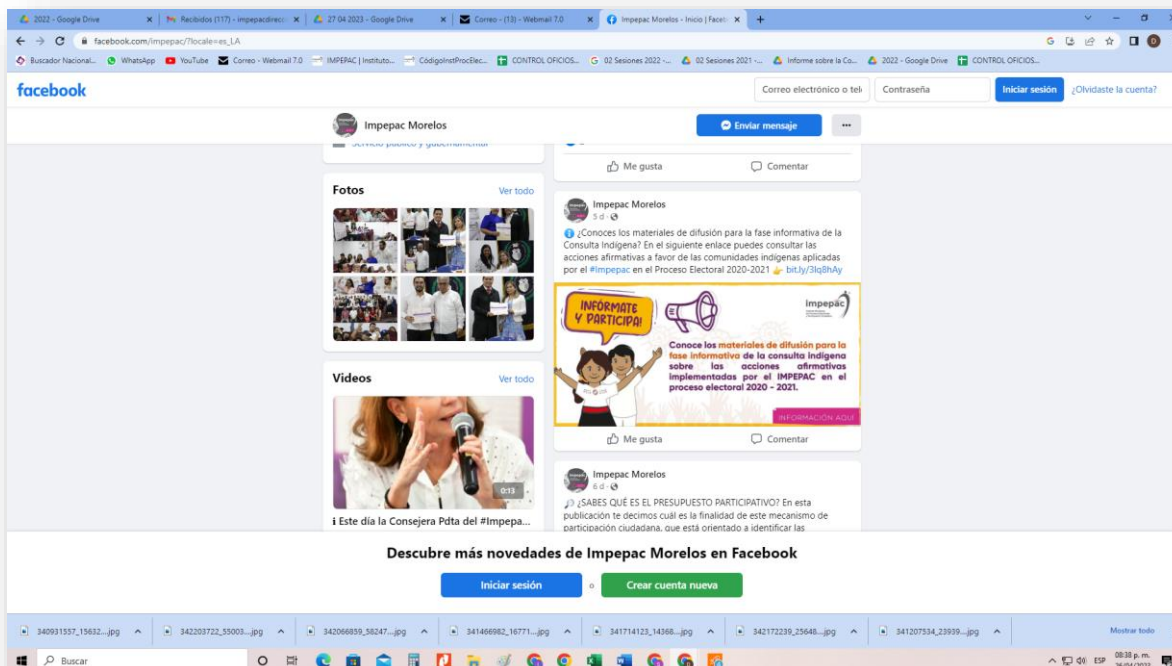 2022 - Google Drive
Recibidos (117) - impepacdirecc
27 04 2023 - Google Drive
Correo - (13) - Webmail 7.0
Impepac Morelos - Inicio | Faceb
facebook.com/impepac/?locale=es_LA
Buscador Nacional...
WhatsApp
YouTube
Correo - Webmail 7.0
IMPEPAC | Instituto...
CódigoInstProcElec...
CONTROL OFICIOS...
02 Sesiones 2022 -...
02 Sesiones 2021 -...
Informe sobre la Co...
2022 - Google Drive
CONTROL OFICIOS...
facebook
Correo electrónico o telé
Contraseña
Iniciar sesión
¿Olvidaste la cuenta?
Impepac Morelos
Enviar mensaje
Servicio público y gubernamental
Fotos
Ver todo
Videos
Ver todo
0:13
Este día la Consejera Pdta del #Impepa...
Me gusta
Comentar
Impepac Morelos
5 d
¿Conoces los materiales de difusión para la fase informativa de la
Consulta Indígena? En el siguiente enlace puedes consultar las
acciones afirmativas a favor de las comunidades indígenas aplicadas
por el #Impepac en el Proceso Electoral 2020-2021 👉 bit.ly/3lq8hAy
INFÓRMATE
Y PARTICIPA!
impepac
Conoce los materiales de difusión para la
fase informativa de la consulta indígena
sobre las acciones afirmativas
implementadas por el IMPEPAC en el
proceso electoral 2020 - 2021.
INFORMACIÓN AQUÍ
Me gusta
Comentar
Impepac Morelos
6 d
¿SABES QUÉ ES EL PRESUPUESTO PARTICIPATIVO? En esta
publicación te decimos cuál es la finalidad de este mecanismo de
participación ciudadana, que está orientado a identificar las
Descubre más novedades de Impepac Morelos en Facebook
Iniciar sesión
o
Crear cuenta nueva
340931557_15632...jpg
342203722_55003...jpg
342066859_58247...jpg
341466982_16771...jpg
341714123_14368...jpg
342172239_25648...jpg
341207534_23939...jpg
Mostrar todo
Buscar
ESP
08:38 p. m.
26/04/2023